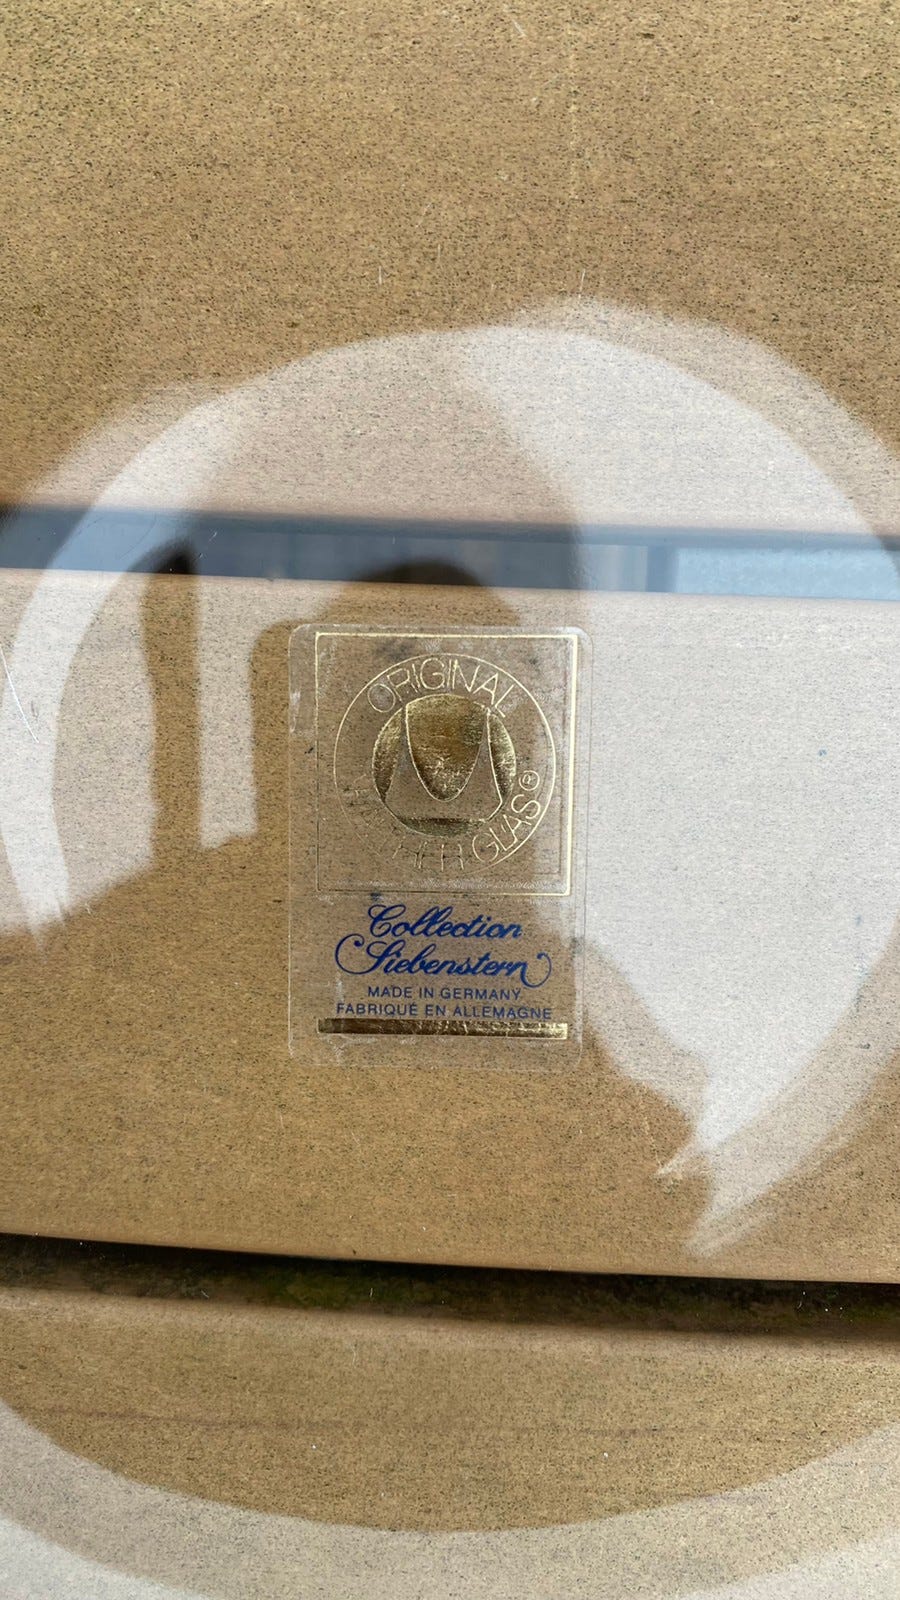 ORIGINAL
GLAS®
Collection
Siebenstern
MADE IN GERMANY
FABRIQUÉ EN ALLEMAGNE